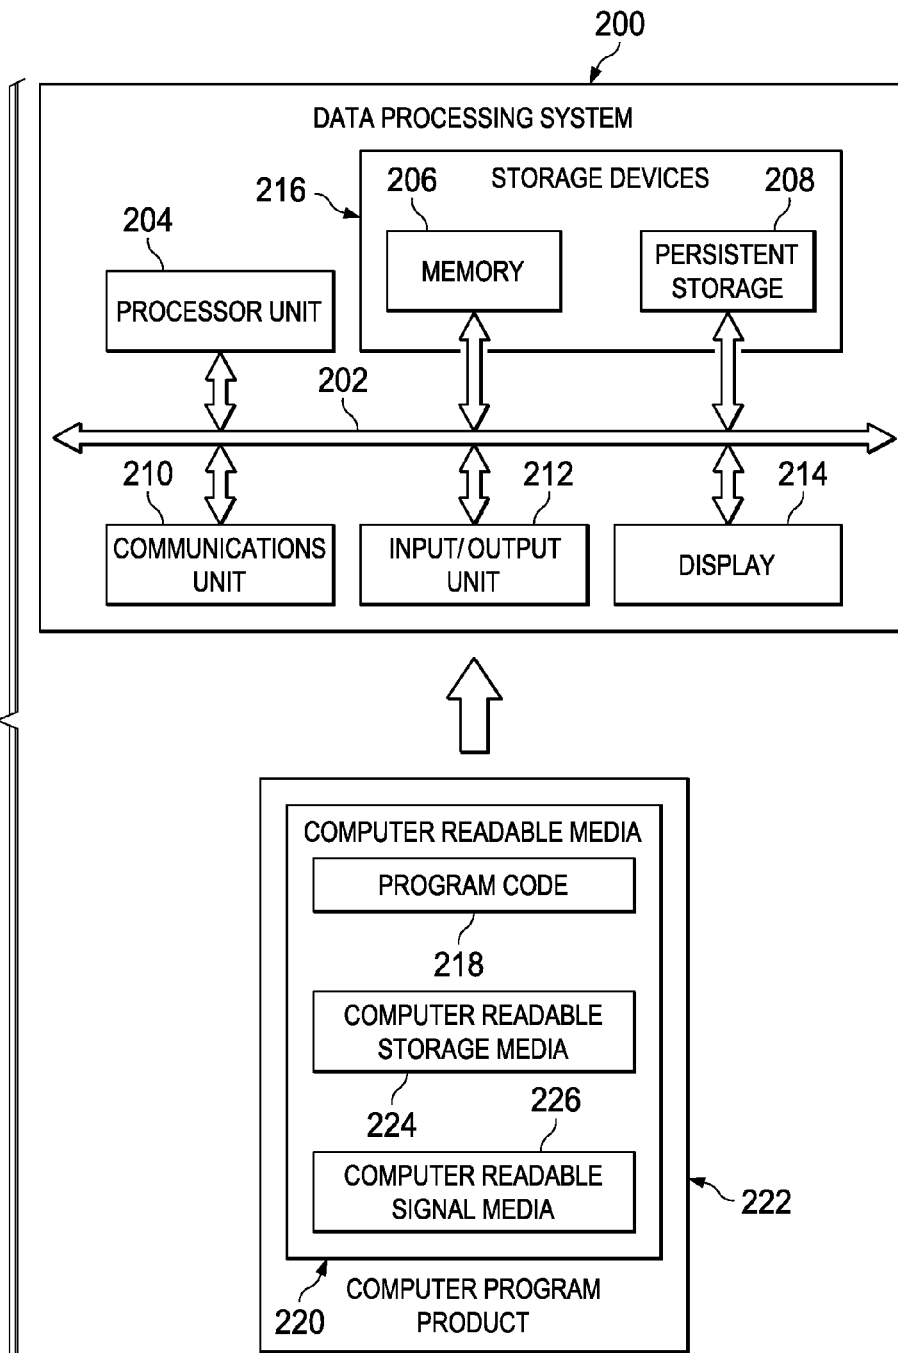 200
DATA PROCESSING SYSTEM
216
206
STORAGE DEVICES
208
204
MEMORY
PERSISTENT
STORAGE
PROCESSOR UNIT
202
210
212
214
COMMUNICATIONS
UNIT
INPUT/OUTPUT
UNIT
DISPLAY
COMPUTER READABLE MEDIA
PROGRAM CODE
218
COMPUTER READABLE
STORAGE MEDIA
224
226
COMPUTER READABLE
SIGNAL MEDIA
222
220
COMPUTER PROGRAM
PRODUCT